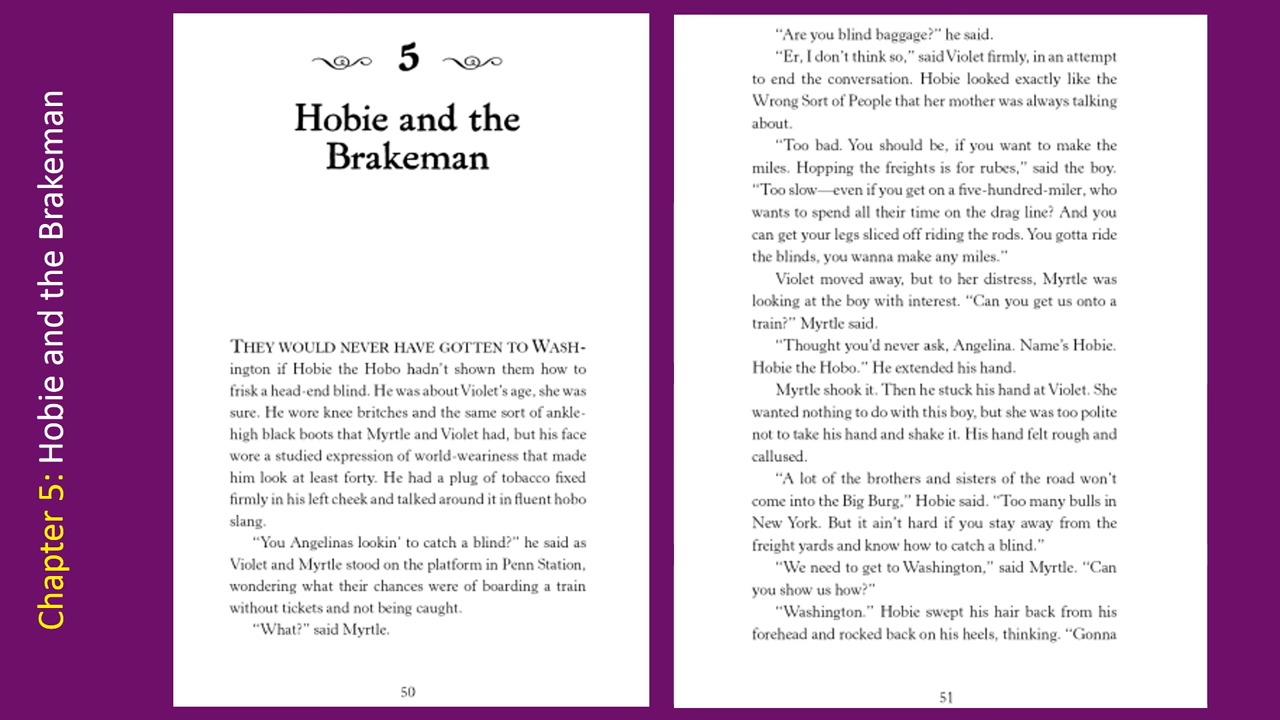 Chapter 5: Hobie and the Brakeman
5
Hobie and the
Brakeman
THEY WOULD NEVER HAVE GOTTEN TO WASH-
ington if Hobie the Hobo hadn't shown them how to
frisk a head-end blind. He was about Violet's age, she was
sure. He wore knee britches and the same sort of ankle-
high black boots that Myrtle and Violet had, but his face
wore a studied expression of world-weariness that made
him look at least forty. He had a plug of tobacco fixed
firmly in his left cheek and talked around it in fluent hobo
slang.
"You Angelinas lookin' to catch a blind?" he said as
Violet and Myrtle stood on the platform in Penn Station,
wondering what their chances were of boarding a train
without tickets and not being caught.
"What?" said Myrtle.
50
"Are you blind baggage?" he said.
"Er, I don't think so," said Violet firmly, in an attempt
to end the conversation. Hobie looked exactly like the
Wrong Sort of People that her mother was always talking
about.
"Too bad. You should be, if you want to make the
miles. Hopping the freights is for rubes," said the boy.
"Too slow—even if you get on a five-hundred-miler, who
wants to spend all their time on the drag line? And you
can get your legs sliced off riding the rods. You gotta ride
the blinds, you wanna make any miles."
Violet moved away, but to her distress, Myrtle was
looking at the boy with interest. "Can you get us onto a
train?" Myrtle said.
"Thought you'd never ask, Angelina. Name's Hobie.
Hobie the Hobo." He extended his hand.
Myrtle shook it. Then he stuck his hand at Violet. She
wanted nothing to do with this boy, but she was too polite
not to take his hand and shake it. His hand felt rough and
callused.
"A lot of the brothers and sisters of the road won't
come into the Big Burg," Hobie said. "Too many bulls in
New York. But it ain't hard if you stay away from the
freight yards and know how to catch a blind."
"We need to get to Washington," said Myrtle. "Can
you show us how?"
"Washington." Hobie swept his hair back from his
forehead and rocked back on his heels, thinking. "Gonna
51